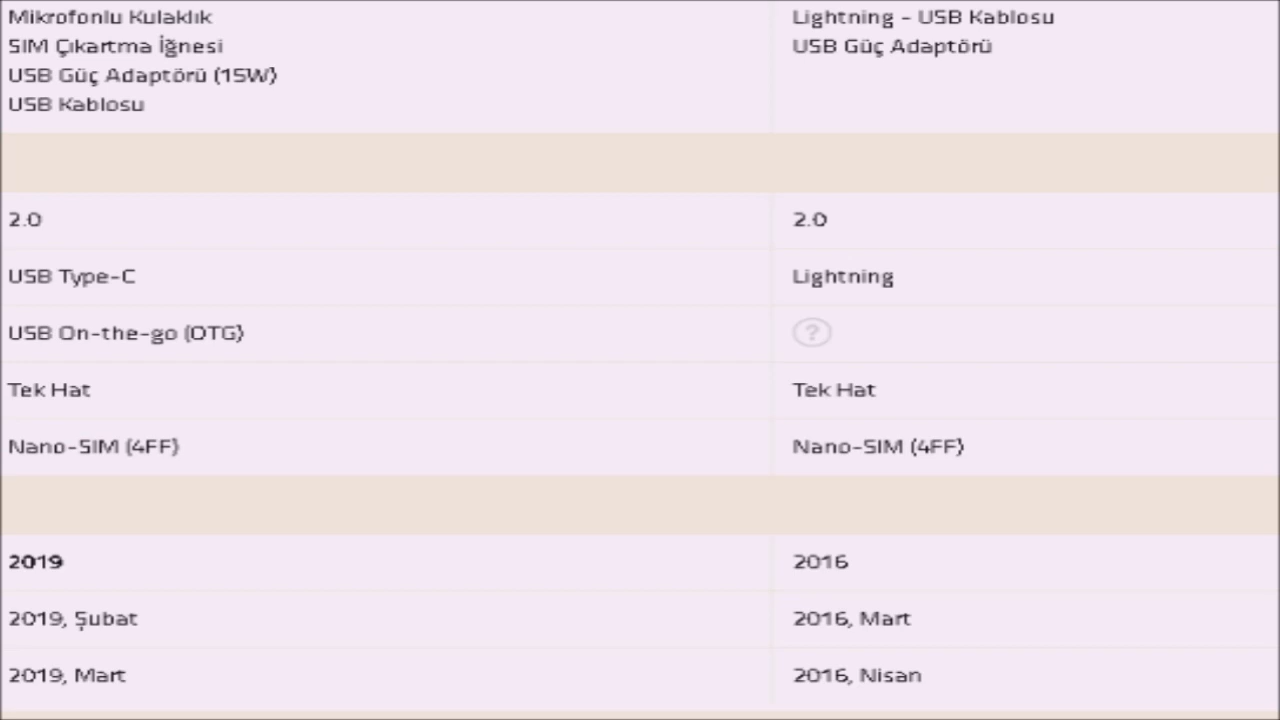 Mikrofonlu Kulaklık
SIM Çıkartma İğnesi
USB Güç Adaptörü (15W)
USB Kablosu
Lightning - USB Kablosu
USB Güç Adaptörü
2.0
2.0
USB Type-C
Lightning
USB On-the-go (OTG)
?
Tek Hat
Tek Hat
Nano-SIM (4FF)
Nano-SIM (4FF)
2019
2016
2019, Şubat
2016, Mart
2019, Mart
2016, Nisan